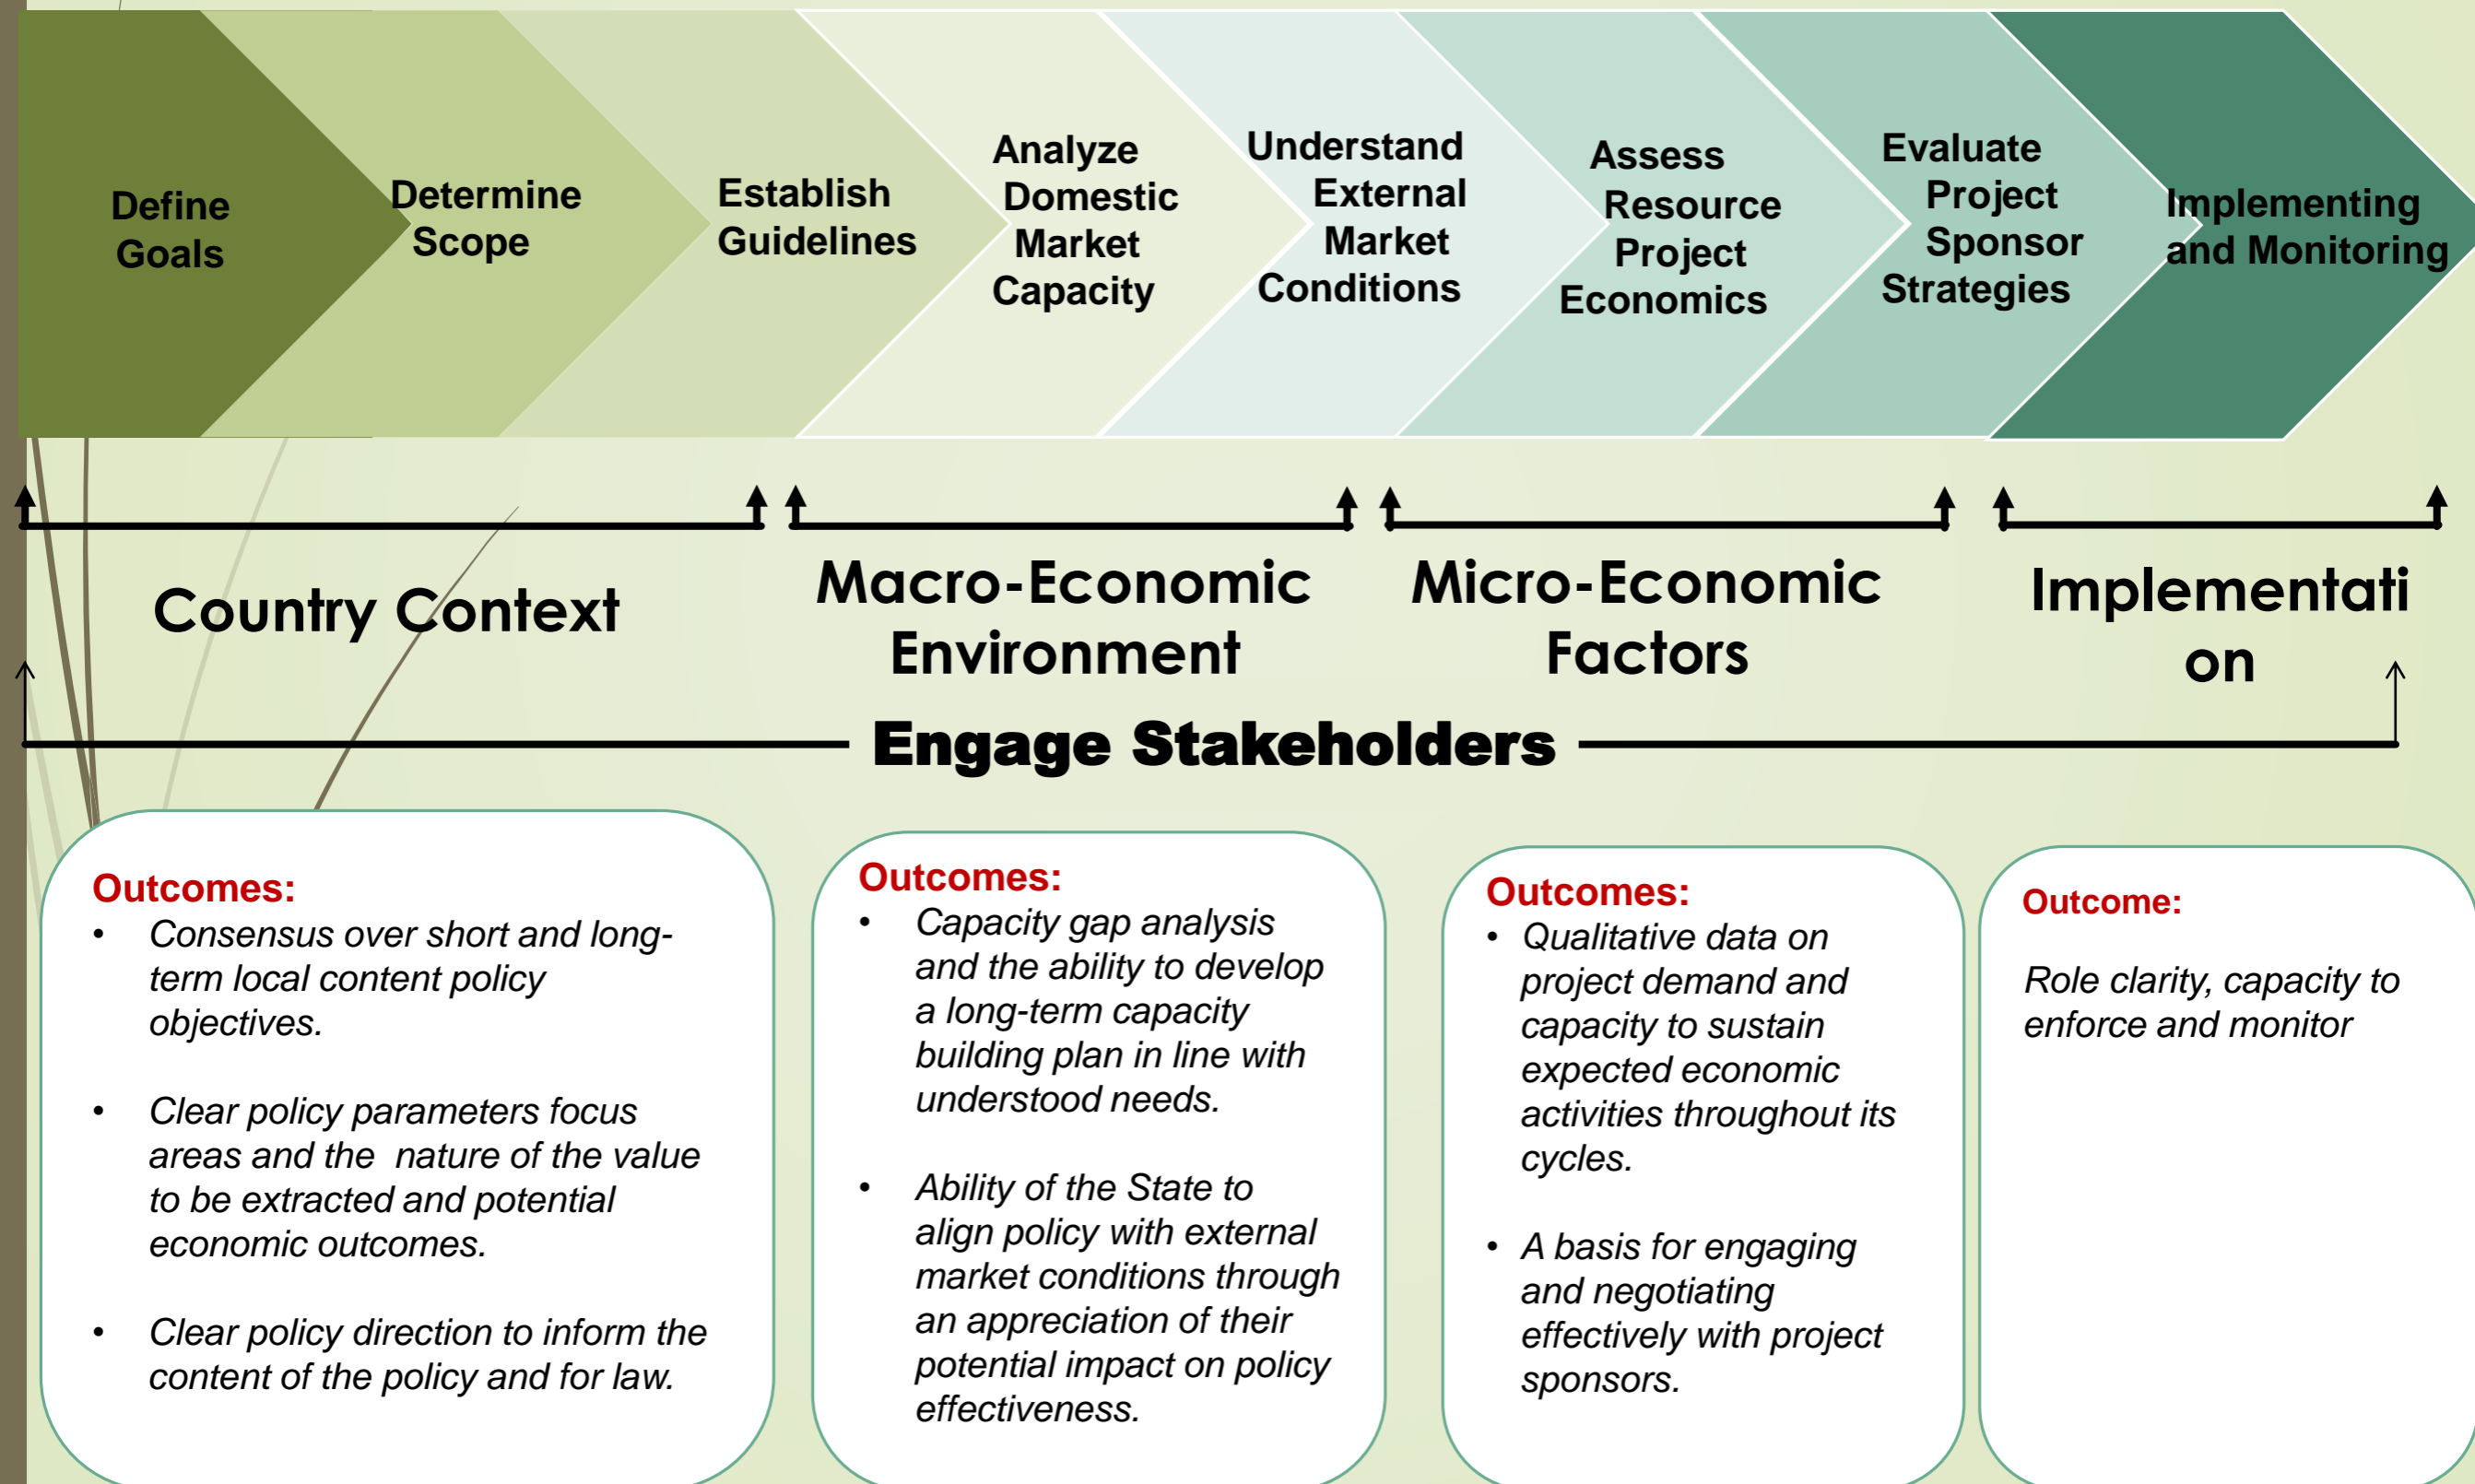 Define
Goals
Determine
Scope
Establish
Guidelines
Analyze
Domestic
Market
Capacity
Understand
External
Market
Conditions
Assess
Resource
Project
Economics
Evaluate
Project
Sponsor
Strategies
Implementing
and Monitoring
Country Context
Macro-Economic
Environment
Micro-Economic
Factors
Implementati
on
Engage Stakeholders
Outcomes:
• Consensus over short and long-
term local content policy
objectives.
• Clear policy parameters focus
areas and the nature of the value
to be extracted and potential
economic outcomes.
• Clear policy direction to inform the
content of the policy and for law.
Outcomes:
• Capacity gap analysis
and the ability to develop
a long-term capacity
building plan in line with
understood needs.
• Ability of the State to
align policy with external
market conditions through
an appreciation of their
potential impact on policy
effectiveness.
Outcomes:
• Qualitative data on
project demand and
capacity to sustain
expected economic
activities throughout its
cycles.
• A basis for engaging
and negotiating
effectively with project
sponsors.
Outcome:
Role clarity, capacity to
enforce and monitor